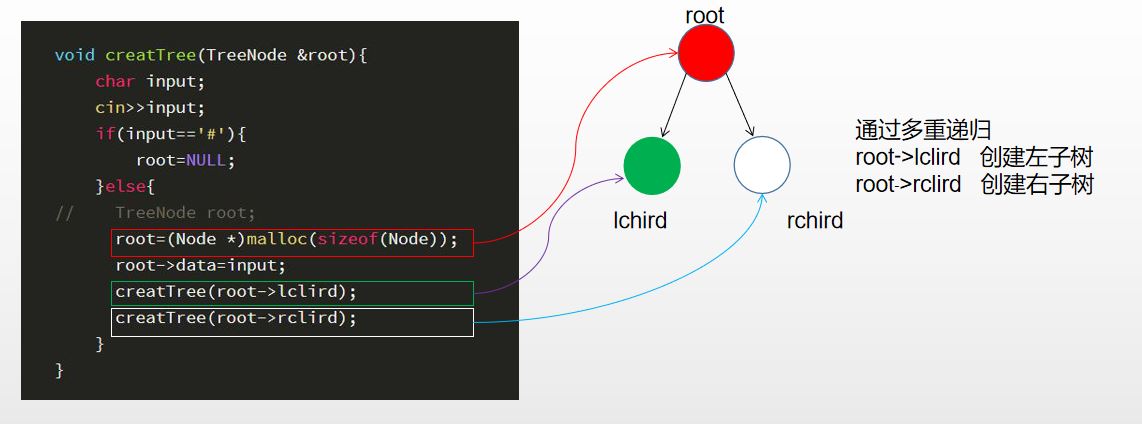 void creatTree(TreeNode &root){
char input;
cin>>input;
if(input=='#'){
root=NULL;
}else{
// TreeNode root;
root=(Node *)malloc(sizeof(Node));
root->data=input;
creatTree(root->lclird);
creatTree(root->rclird);
}
}
root
lchird
rchird
通过多重递归
root->lclird 创建左子树
root->rclird 创建右子树